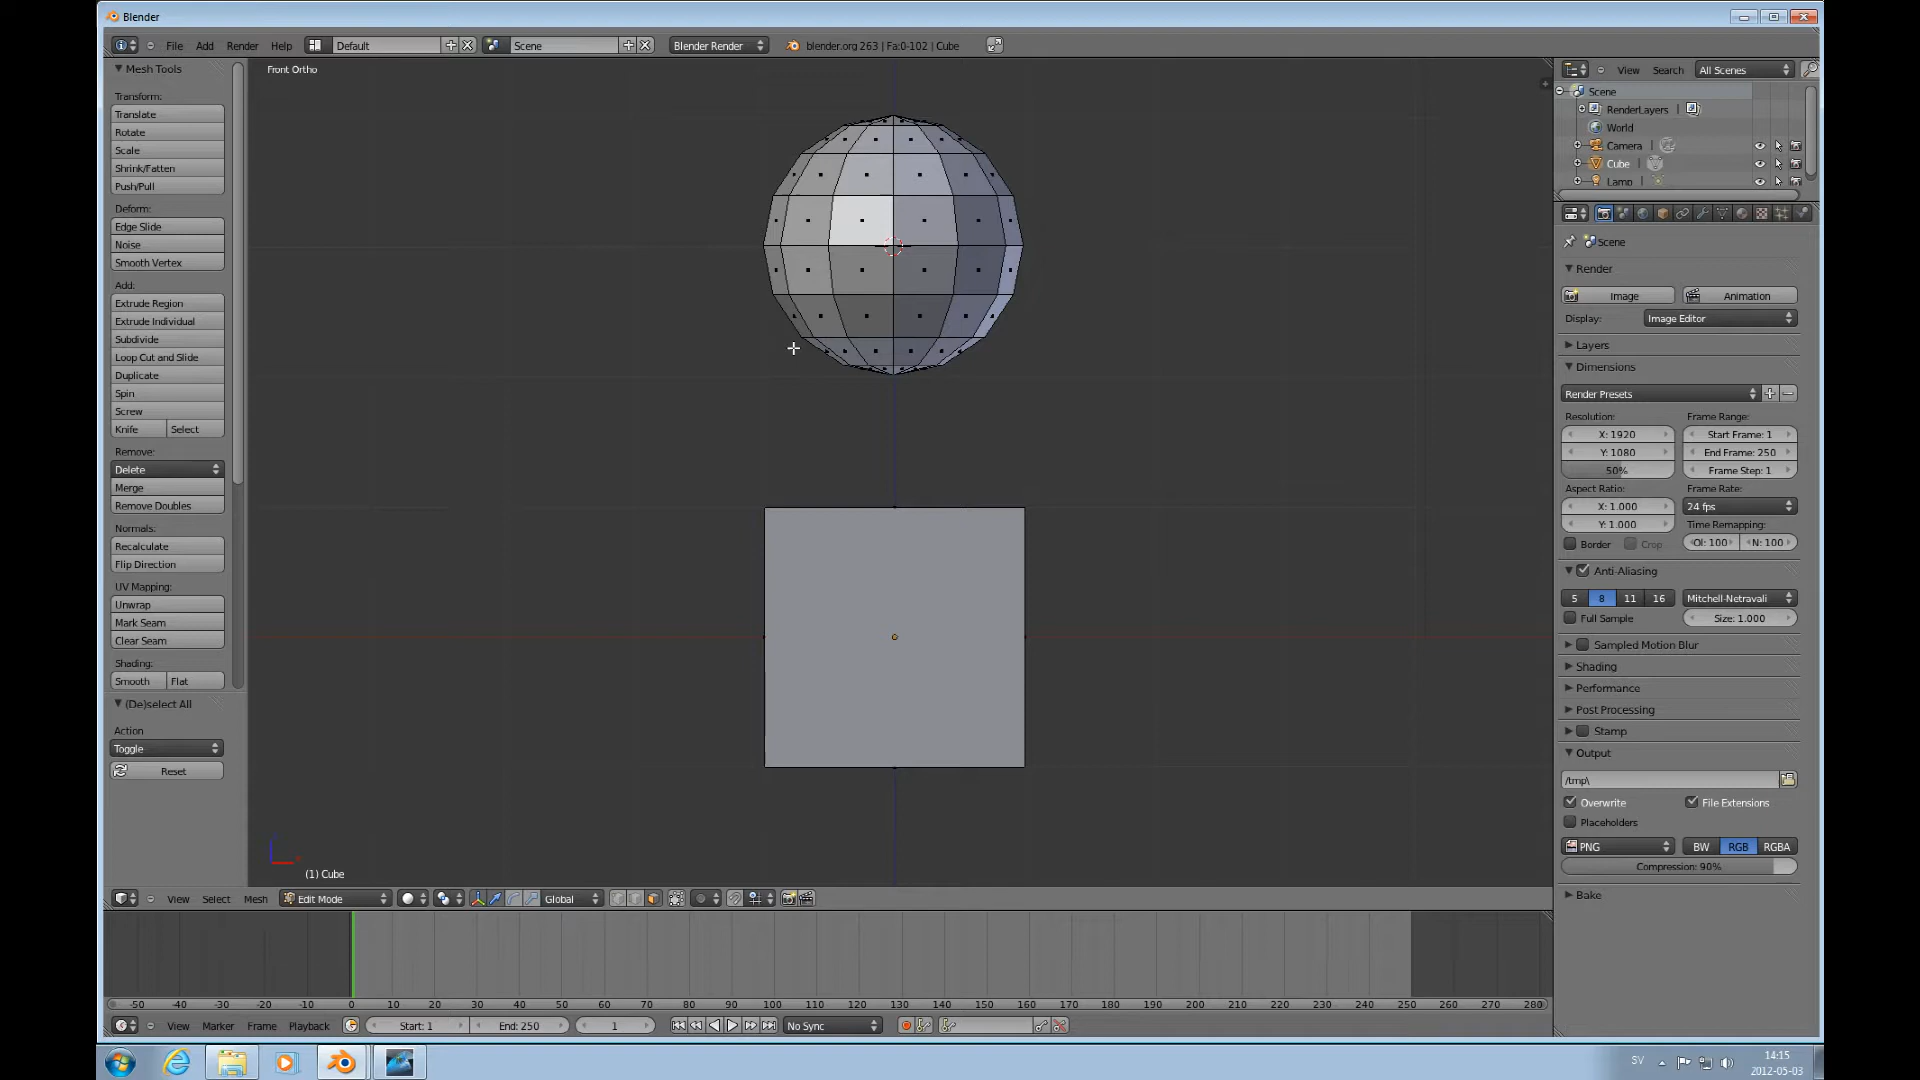 Blender
File Add Render Help Default Scene Blender Render blender.org 263 | Fa:0-102 | Cube
Mesh Tools
Transform:
Translate
Rotate
Scale
Shrink/Fatten
Push/Pull
Deform:
Edge Slide
Noise
Smooth Vertex
Add:
Extrude Region
Extrude Individual
Subdivide
Loop Cut and Slide
Duplicate
Spin
Screw
Knife Select
Remove:
Delete
Merge
Remove Doubles
Normals:
Recalculate
Flip Direction
UV Mapping:
Unwrap
Mark Seam
Clear Seam
Shading:
Smooth Flat
(De)select All
Action
Toggle
Reset
Front Ortho
(1) Cube
View Select Mesh Edit Mode Global
View Search All Scenes
Scene
RenderLayers |
World
Camera |
Cube |
Lamp |
Scene
Render
Image Animation
Display: Image Editor
Layers
Dimensions
Render Presets
Resolution: Frame Range:
X: 1920 Start Frame: 1
Y: 1080 End Frame: 250
50% Frame Step: 1
Aspect Ratio: Frame Rate:
X: 1.000 24 fps
Y: 1.000 Time Remapping:
Border Crop Ol: 100 N: 100
Anti-Aliasing
5 8 11 16 Mitchell-Netravali
Full Sample Size: 1.000
Sampled Motion Blur
Shading
Performance
Post Processing
Stamp
Output
/tmp\
Overwrite File Extensions
Placeholders
PNG BW RGB RGBA
Compression: 90%
Bake
-50 -40 -30 -20 -10 0 10 20 30 40 50 60 70 80 90 100 110 120 130 140 150 160 170 180 190 200 210 220 230 240 250 260 270 280
View Marker Frame Playback Start: 1 End: 250 1 No Sync
SV 14:15
2012-05-03